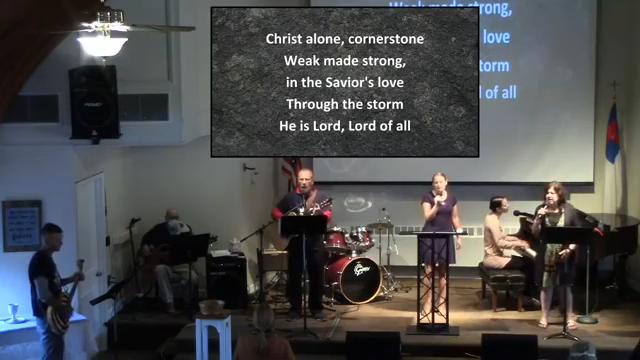 Christ alone, cornerstone
Weak made strong,
in the Savior's love
Through the storm
He is Lord, Lord of all
Weak made strong,
love
torm
d of all